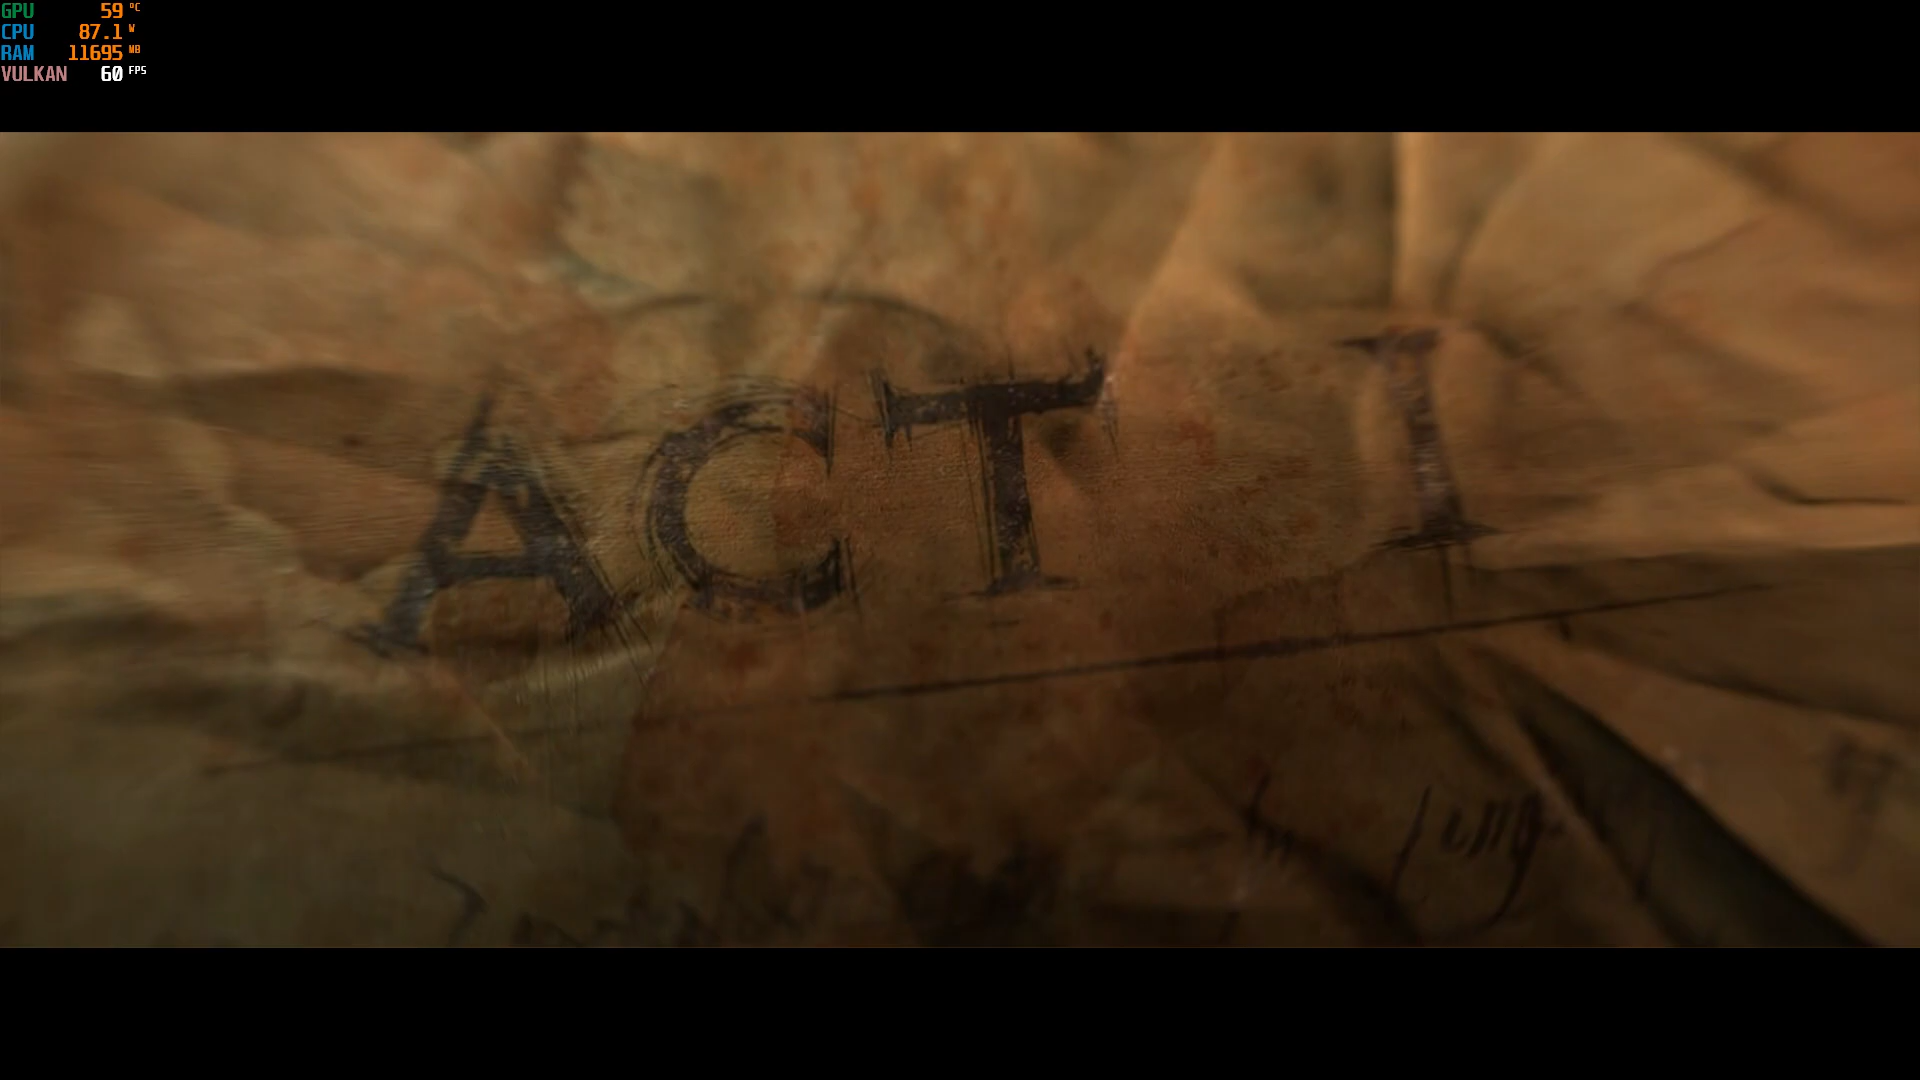 GPU 59 °C
CPU 87.1 W
RAM 11695 MB
VULKAN 60 FPS
ACT I